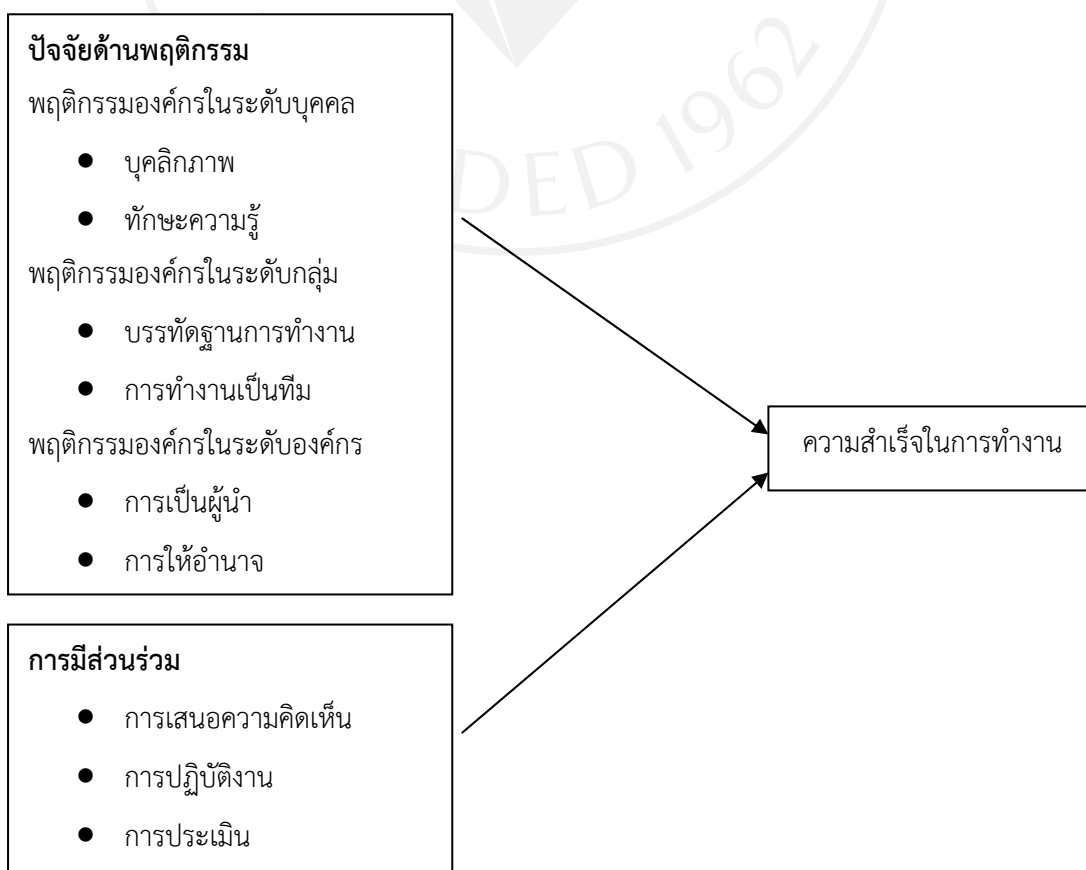 ปัจจัยด้านพฤติกรรม
พฤติกรรมองค์กรในระดับบุคคล
● บุคลิกภาพ
● ทักษะความรู้
พฤติกรรมองค์กรในระดับกลุ่ม
● บรรทัดฐานการทำงาน
● การทำงานเป็นทีม
พฤติกรรมองค์กรในระดับองค์กร
● การเป็นผู้นำ
● การให้อำนาจ
การมีส่วนร่วม
● การเสนอความคิดเห็น
● การปฏิบัติงาน
● การประเมิน
ความสำเร็จในการทำงาน
DED 1962